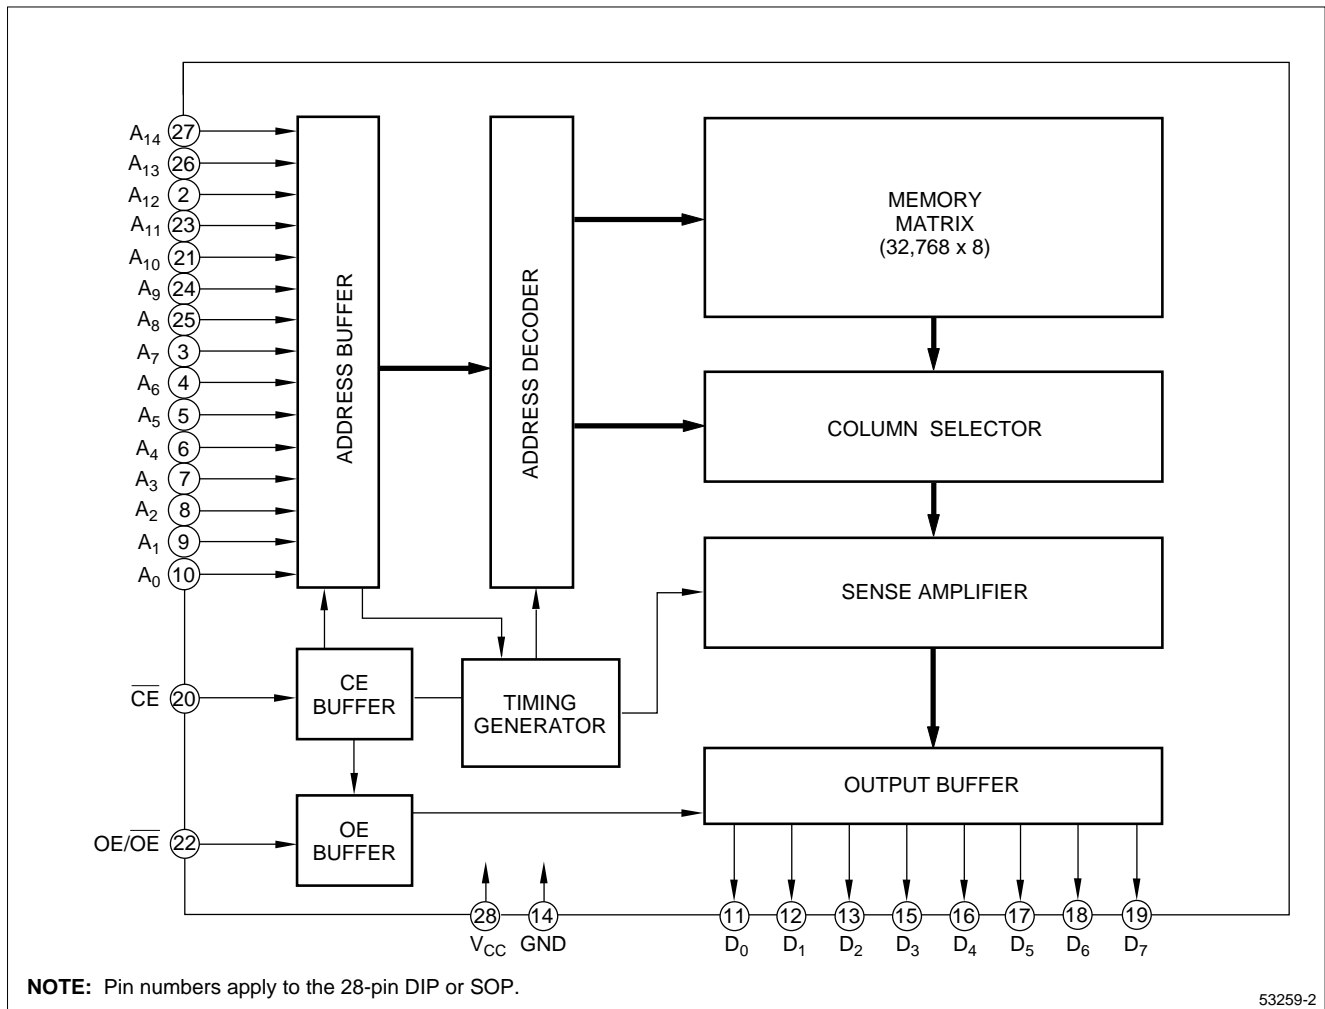 A14 27
A13 26
A12 2
A11 23
A10 21
A9 24
A8 25
A7 3
A6 4
A5 5
A4 6
A3 7
A2 8
A1 9
A0 10
CE 20
OE/OE 22
ADDRESS BUFFER
ADDRESS DECODER
MEMORY
MATRIX
(32,768 x 8)
COLUMN SELECTOR
SENSE AMPLIFIER
CE
BUFFER
TIMING
GENERATOR
OUTPUT BUFFER
OE
BUFFER
28 14 11 12 13 15 16 17 18 19
VCC GND D0 D1 D2 D3 D4 D5 D6 D7
NOTE: Pin numbers apply to the 28-pin DIP or SOP.
53259-2